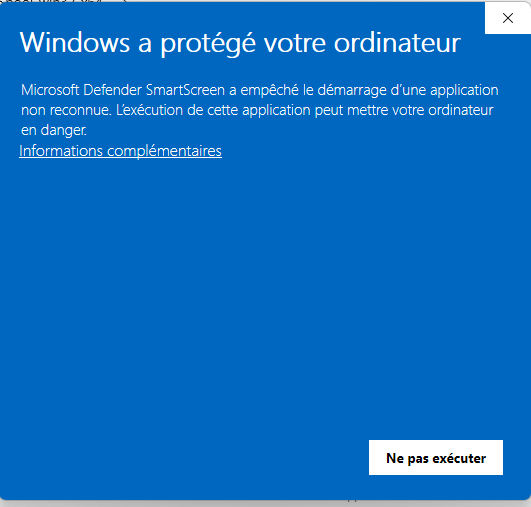 Windows a protégé votre ordinateur
Microsoft Defender SmartScreen a empêché le démarrage d’une application
non reconnue. L’exécution de cette application peut mettre votre ordinateur
en danger.
Informations complémentaires
Ne pas exécuter